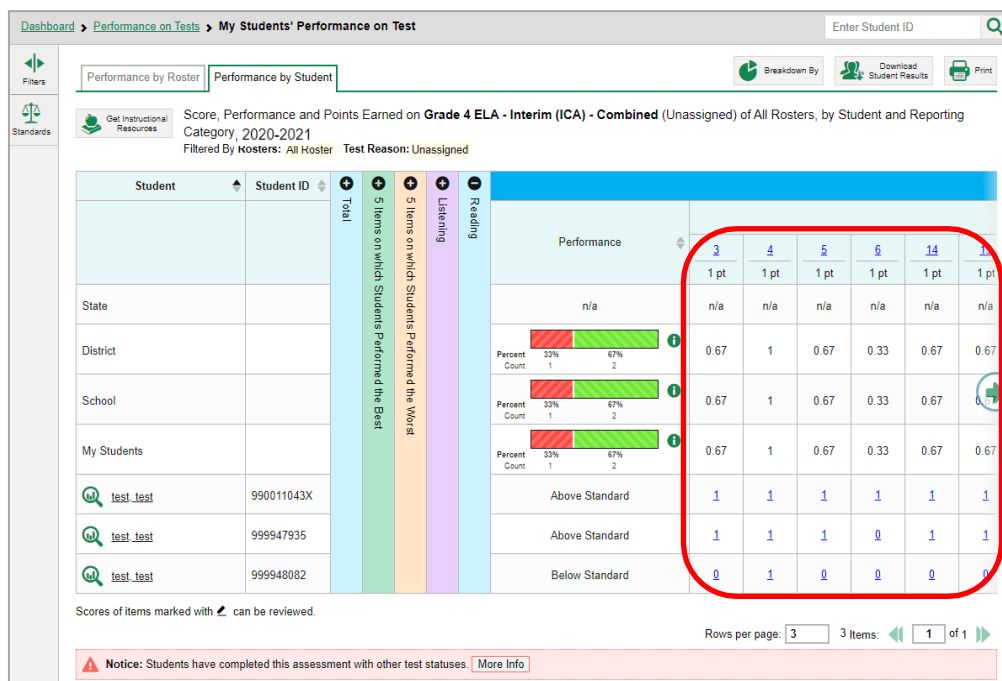 Dashboard > Performance on Tests > My Students' Performance on Test
Enter Student ID
Filters
Standards
Performance by Roster
Performance by Student
Breakdown By
Download
Student Results
Print
Get Instructional
Resources
Score, Performance and Points Earned on Grade 4 ELA - Interim (ICA) - Combined (Unassigned) of All Rosters, by Student and Reporting
Category, 2020-2021
Filtered By Rosters: All Roster Test Reason: Unassigned
Student Student ID
Total
5 Items on which Students Performed the Best
5 Items on which Students Performed the Worst
Listening
Reading
Performance
3 4 5 6 14
1 pt 1 pt 1 pt 1 pt 1 pt 1 pt
State n/a n/a n/a n/a n/a n/a n/a
District Percent 33% 67% 0.67 1 0.67 0.33 0.67 0.67
Count 1 2
School Percent 33% 67% 0.67 1 0.67 0.33 0.67
Count 1 2
My Students Percent 33% 67% 0.67 1 0.67 0.33 0.67 0.67
Count 1 2
test, test 990011043X Above Standard 1 1 1 1 1 1
test, test 999947935 Above Standard 1 1 1 0 1 1
test, test 999948082 Below Standard 0 1 0 0 0 0
Scores of items marked with can be reviewed.
Rows per page: 3 3 Items: 1 of 1
Notice: Students have completed this assessment with other test statuses. More Info